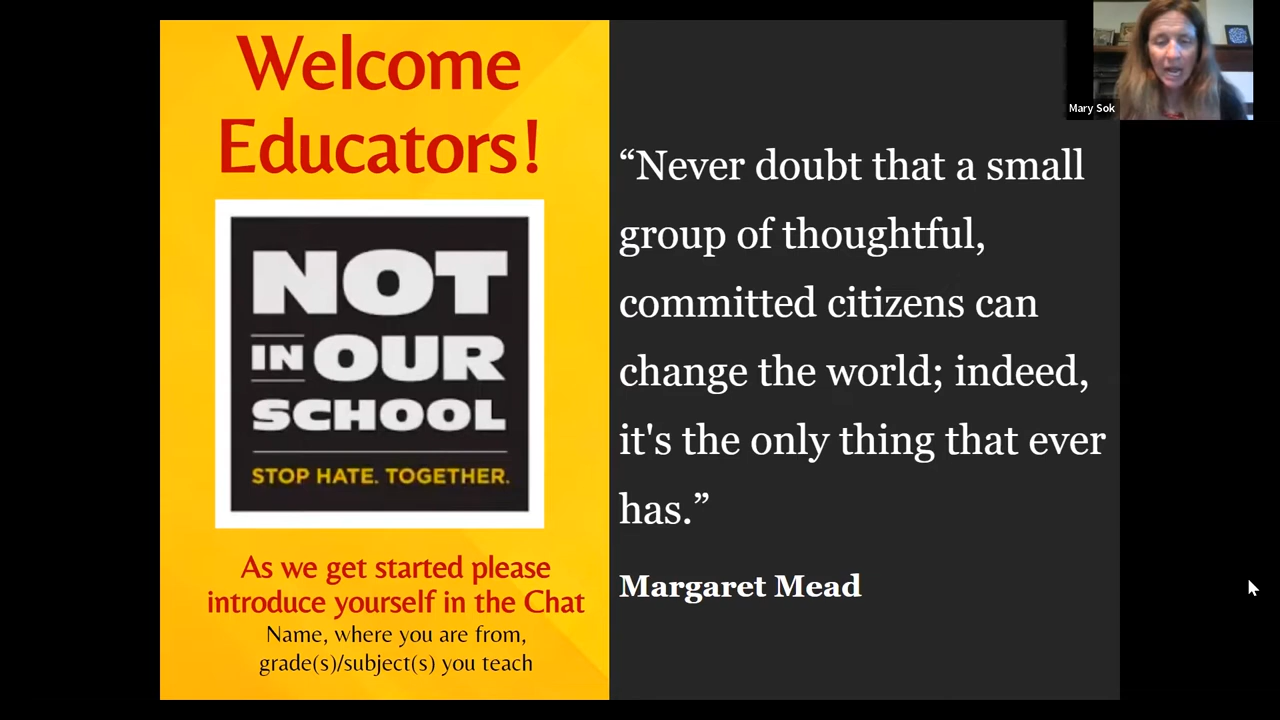 Welcome
Educators!
NOT
IN OUR
SCHOOL
STOP HATE. TOGETHER.
As we get started please
introduce yourself in the Chat
Name, where you are from,
grade(s)/subject(s) you teach
“Never doubt that a small
group of thoughtful,
committed citizens can
change the world; indeed,
it's the only thing that ever
has.”
Margaret Mead
Mary Sok